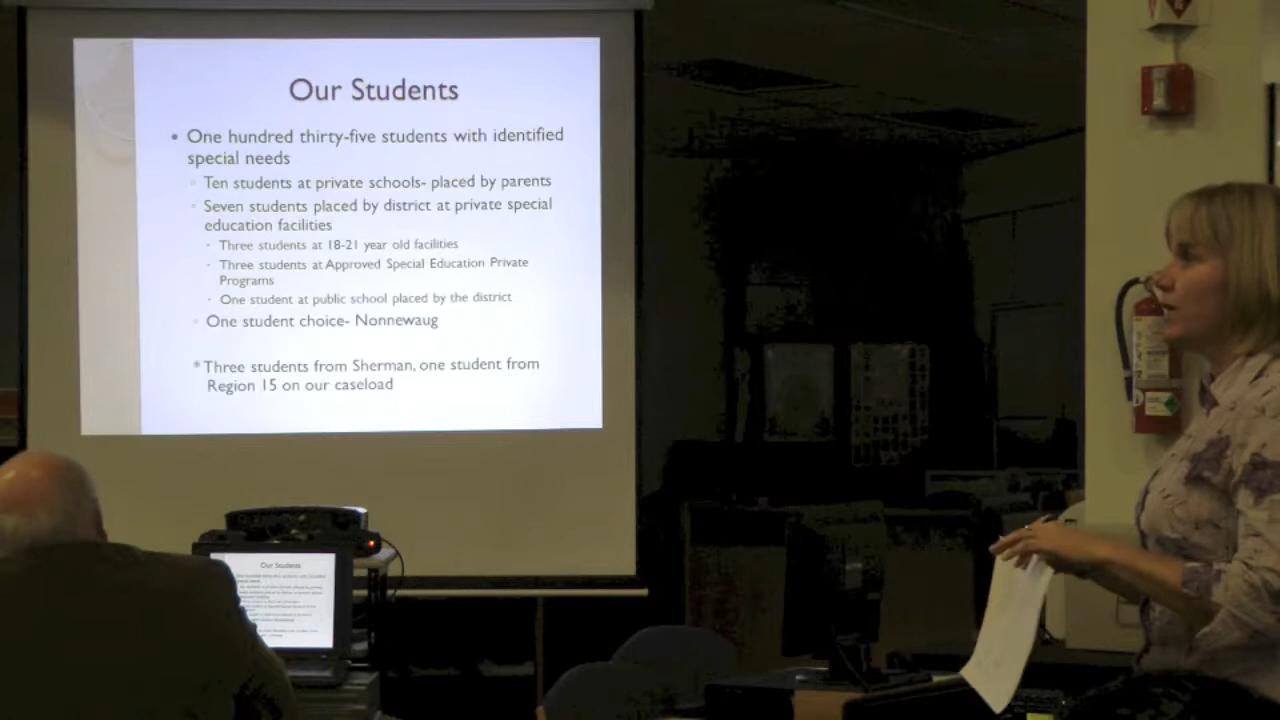 Our Students
• One hundred thirty-five students with identified
special needs
◦ Ten students at private schools- placed by parents
◦ Seven students placed by district at private special
education facilities
· Three students at 18-21 year old facilities
· Three students at Approved Special Education Private
Programs
· One student at public school placed by the district
◦ One student choice- Nonnewaug
* Three students from Sherman, one student from
Region 15 on our caseload
Our Students